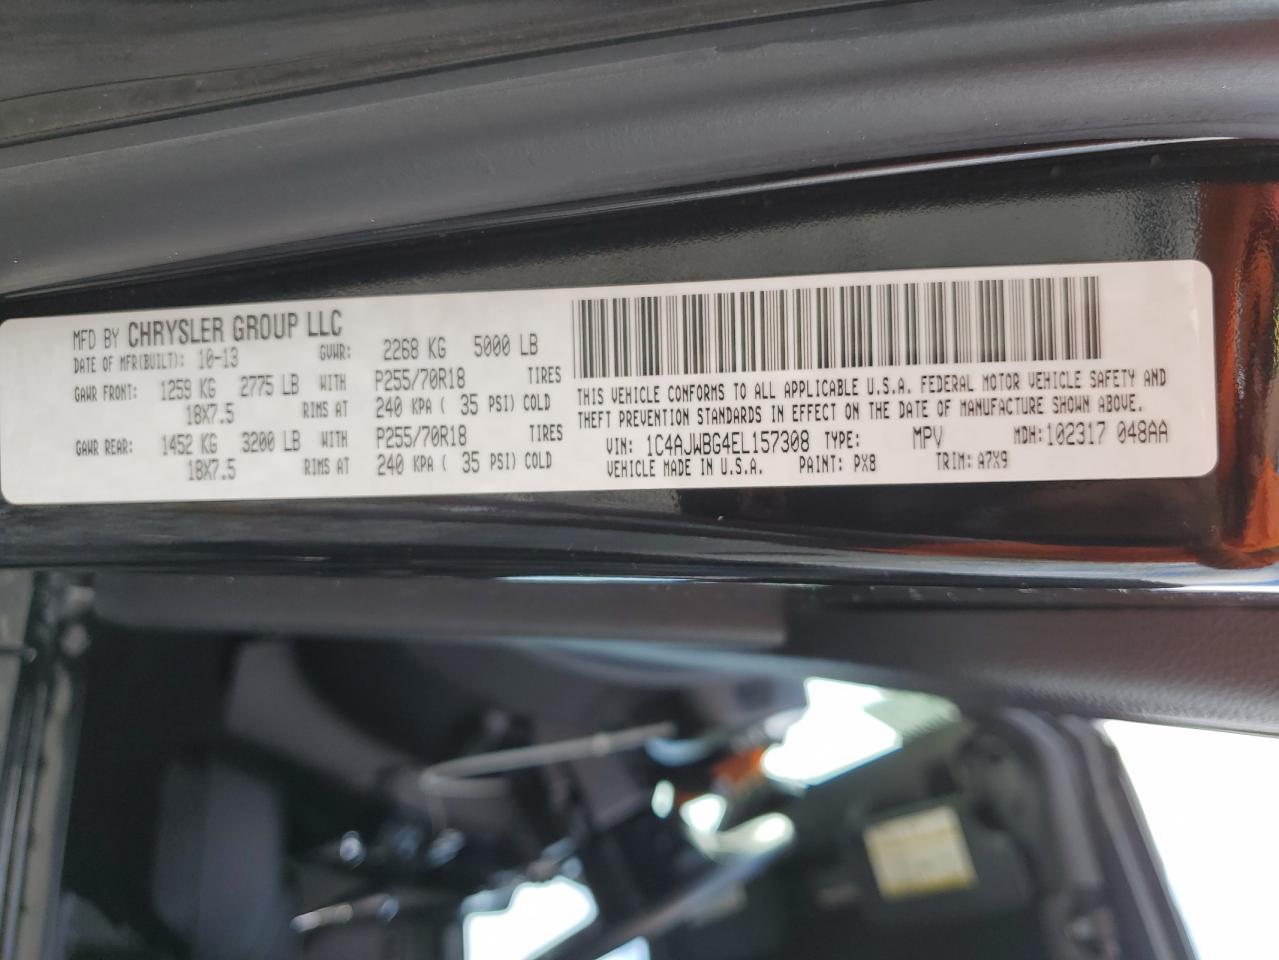 MFD BY CHRYSLER GROUP LLC
DATE OF MFR(BUILT): 10-13 GVWR: 2268 KG 5000 LB
GAWR FRONT: 1259 KG 2775 LB WITH P255/70R18 TIRES
18X7.5 RIMS AT 240 KPA ( 35 PSI) COLD
GAWR REAR: 1452 KG 3200 LB WITH P255/70R18 TIRES
18X7.5 RIMS AT 240 KPA ( 35 PSI) COLD
THIS VEHICLE CONFORMS TO ALL APPLICABLE U.S.A. FEDERAL MOTOR VEHICLE SAFETY AND
THEFT PREVENTION STANDARDS IN EFFECT ON THE DATE OF MANUFACTURE SHOWN ABOVE.
VIN: 1C4AJWBG4EL157308 TYPE: MPV MDH:102317 048AA
VEHICLE MADE IN U.S.A. PAINT: PX8 TRIM: A7X9